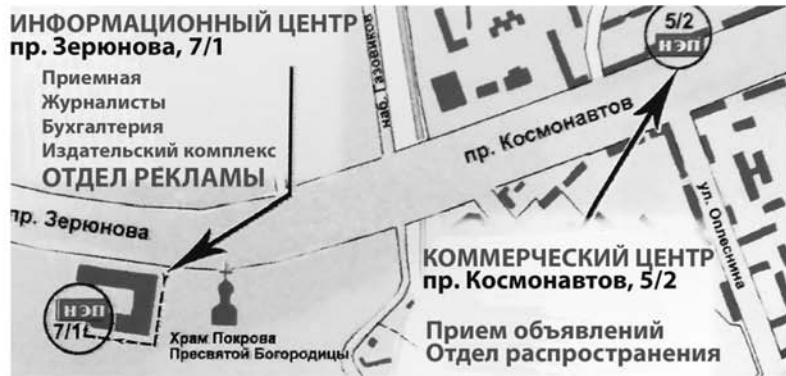 ИНФОРМАЦИОННЫЙ ЦЕНТР
пр. Зерюнова, 7/1
Приемная
Журналисты
Бухгалтерия
Издательский комплекс
ОТДЕЛ РЕКЛАМЫ
наб. Газовиков
5/2
НЭП
пр. Космонавтов
ул. Оплеснина
пр. Зерюнова
НЭП
7/1
Храм Покрова
Пресвятой Богородицы
КОММЕРЧЕСКИЙ ЦЕНТР
пр. Космонавтов, 5/2
Прием объявлений
Отдел распространения